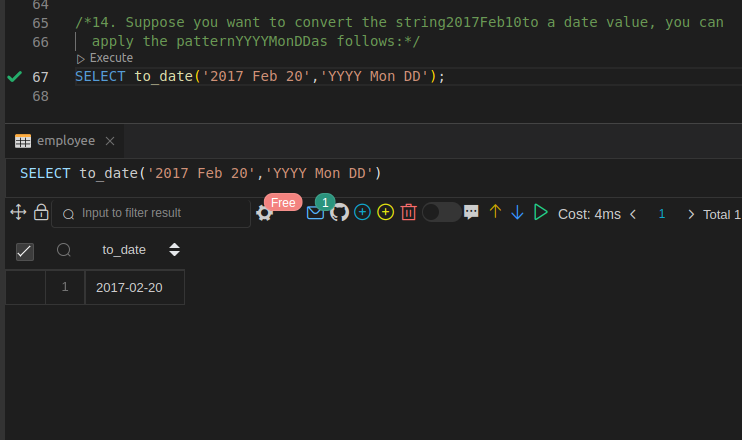 64
65 /*14. Suppose you want to convert the string2017Feb10to a date value, you can
66 apply the patternYYYYMonDDas follows:*/
Execute
67 SELECT to_date('2017 Feb 20','YYYY Mon DD');
68
employee
SELECT to_date('2017 Feb 20','YYYY Mon DD')
Input to filter result Free 1 Cost: 4ms 1 Total 1
to_date
1 2017-02-20